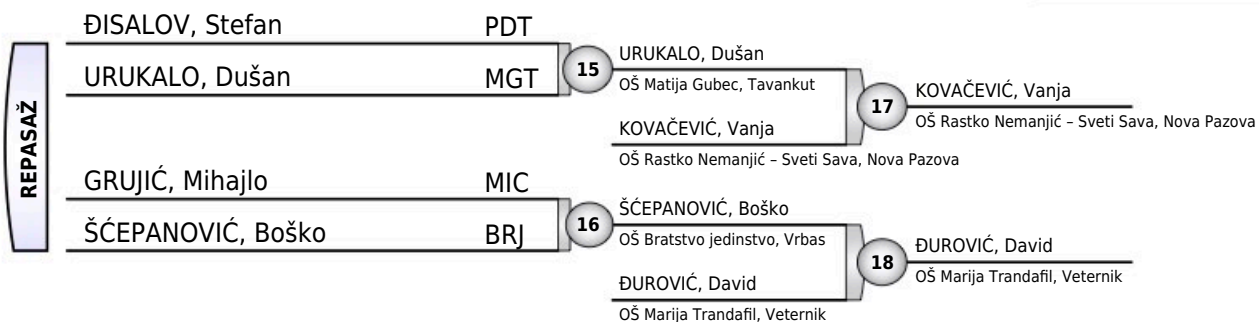 REPASAŽ
ĐISALOV, Stefan PDT
URUKALO, Dušan MGT
15
URUKALO, Dušan
OŠ Matija Gubec, Tavankut
KOVAČEVIĆ, Vanja
OŠ Rastko Nemanjić – Sveti Sava, Nova Pazova
17
KOVAČEVIĆ, Vanja
OŠ Rastko Nemanjić – Sveti Sava, Nova Pazova
GRUJIĆ, Mihajlo MIC
ŠĆEPANOVIĆ, Boško BRJ
16
ŠĆEPANOVIĆ, Boško
OŠ Bratstvo jedinstvo, Vrbas
ĐUROVIĆ, David
OŠ Marija Trandafil, Veternik
18
ĐUROVIĆ, David
OŠ Marija Trandafil, Veternik